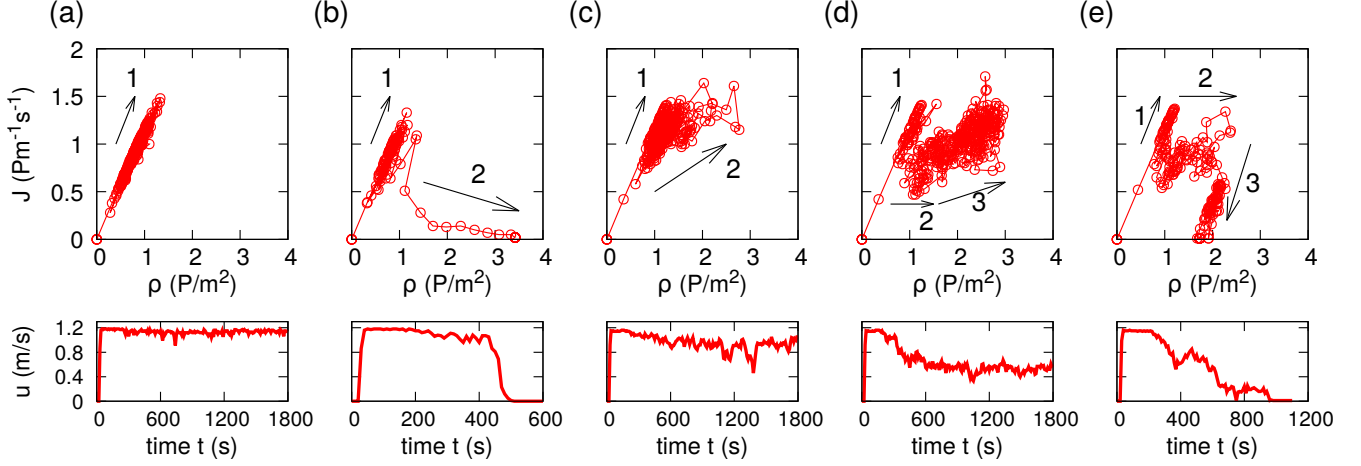 (a) (b) (c) (d) (e)
J (Pm⁻¹s⁻¹)
2
1.5
1
0.5
0
1
1
2
1
2
1
2
3
1
2
3
0 1 2 3 4 0 1 2 3 4 0 1 2 3 4 0 1 2 3 4 0 1 2 3 4
ρ (P/m²) ρ (P/m²) ρ (P/m²) ρ (P/m²) ρ (P/m²)
u (m/s)
1.2
0.8
0.4
0
0 600 1200 1800 0 200 400 600 0 600 1200 1800 0 600 1200 1800 0 400 800 1200
time t (s) time t (s) time t (s) time t (s) time t (s)